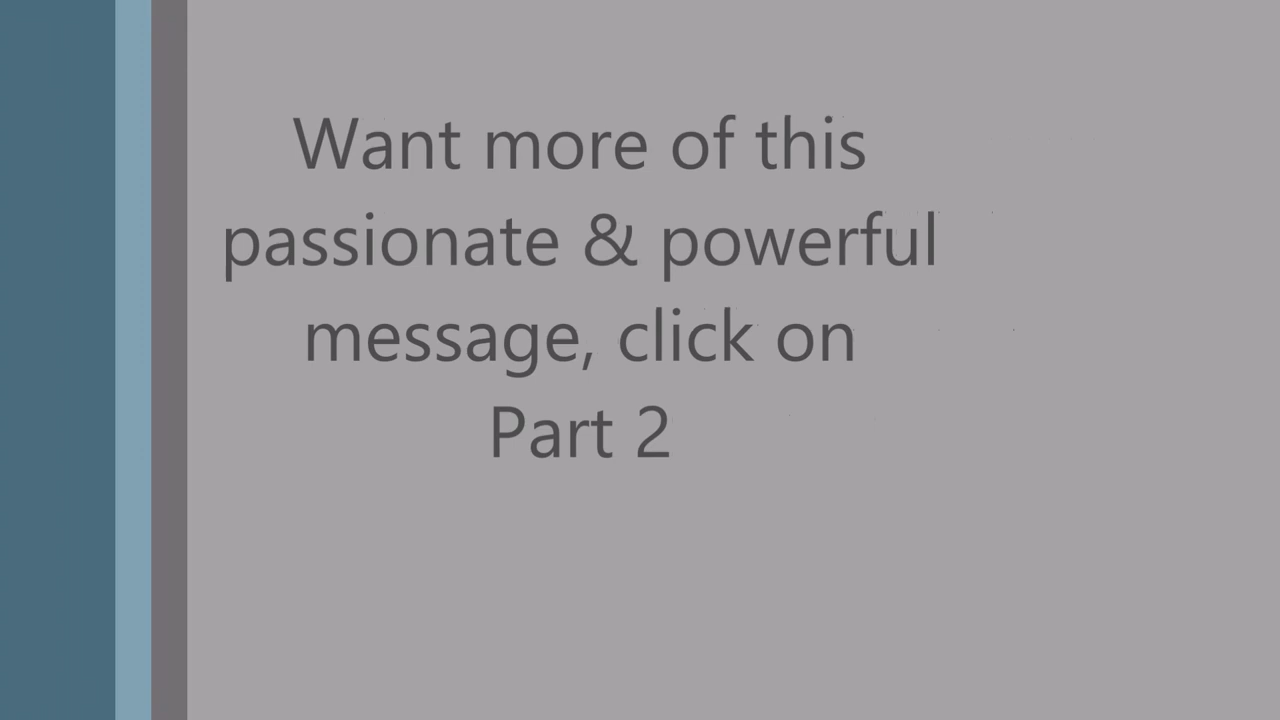 Want more of this
passionate & powerful
message, click on
Part 2